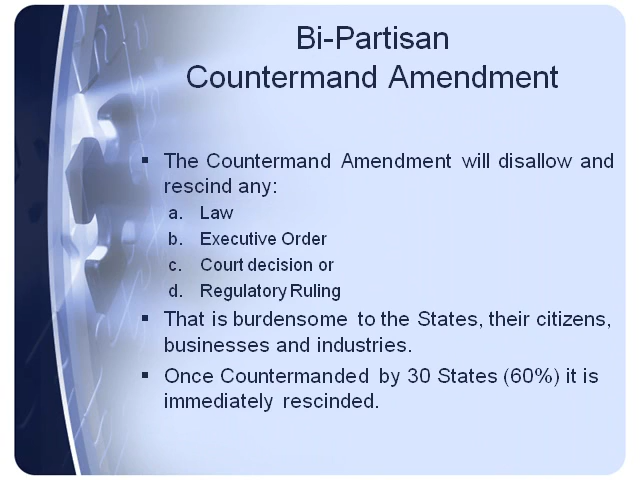 Bi-Partisan
Countermand Amendment
▪ The Countermand Amendment will disallow and
rescind any:
a. Law
b. Executive Order
c. Court decision or
d. Regulatory Ruling
▪ That is burdensome to the States, their citizens,
businesses and industries.
▪ Once Countermanded by 30 States (60%) it is
immediately rescinded.